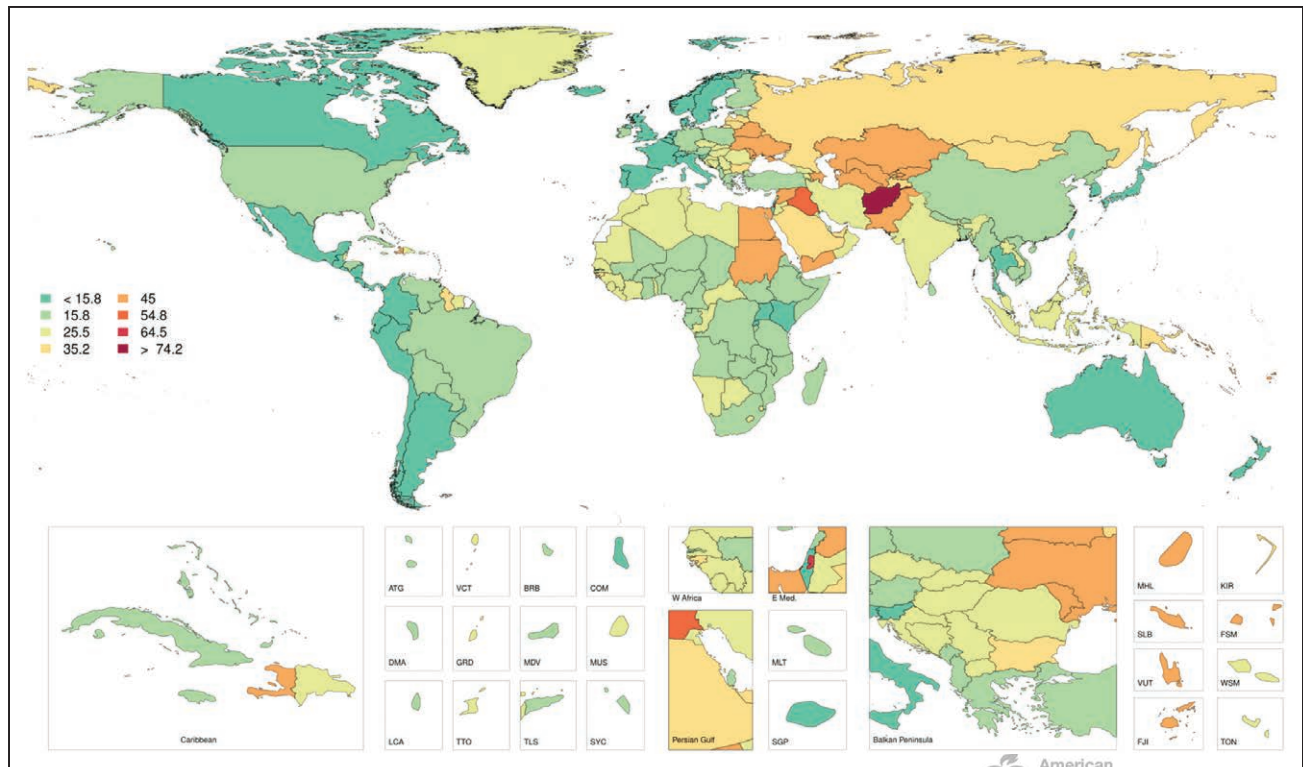 < 15.8
15.8
25.5
35.2
45
54.8
64.5
> 74.2
Caribbean
ATG
VCT
BRB
COM
DMA
GRD
MDV
MUS
LCA
TTO
TLS
SYC
W Africa
E Med.
Persian Gulf
MLT
SGP
Balkan Peninsula
MHL
KIR
SLB
FSM
VUT
WSM
FJI
TON
American